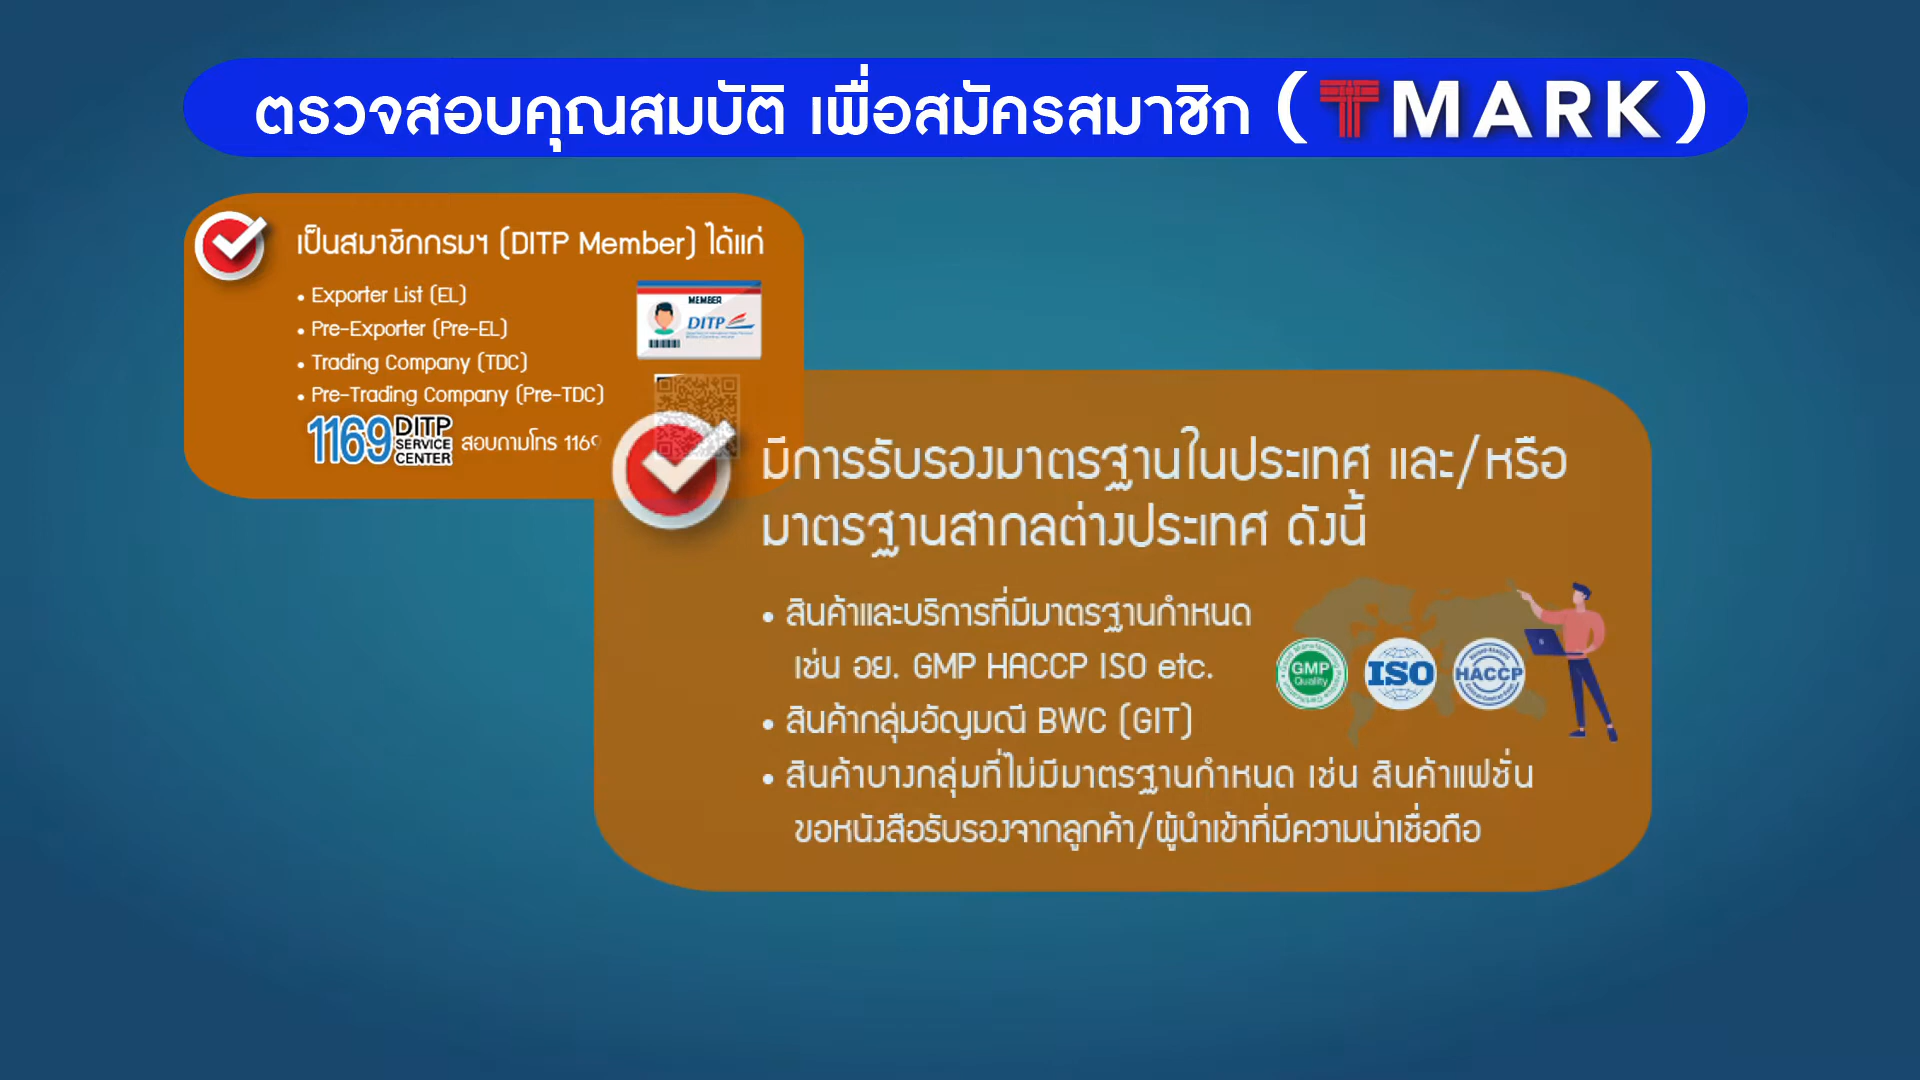 ตรวจสอบคุณสมบัติ เพื่อสมัครสมาชิก (TMARK)
เป็นสมาชิกกรมฯ (DITP Member) ได้แก่
• Exporter List (EL)
• Pre-Exporter (Pre-EL)
• Trading Company (TDC)
• Pre-Trading Company (Pre-TDC)
MEMBER
DITP
1169 DITP SERVICE CENTER สอบถามโทร 1169
มีการรับรองมาตรฐานในประเทศ และ/หรือ
มาตรฐานสากลต่างประเทศ ดังนี้
• สินค้าและบริการที่มีมาตรฐานกำหนด
เช่น อย. GMP HACCP ISO etc.
• สินค้ากลุ่มอัญมณี BWC (GIT)
• สินค้าบางกลุ่มที่ไม่มีมาตรฐานกำหนด เช่น สินค้าแฟชั่น
ขอหนังสือรับรองจากลูกค้า/ผู้นำเข้าที่มีความน่าเชื่อถือ
GMP
Quality
ISO
HACCP